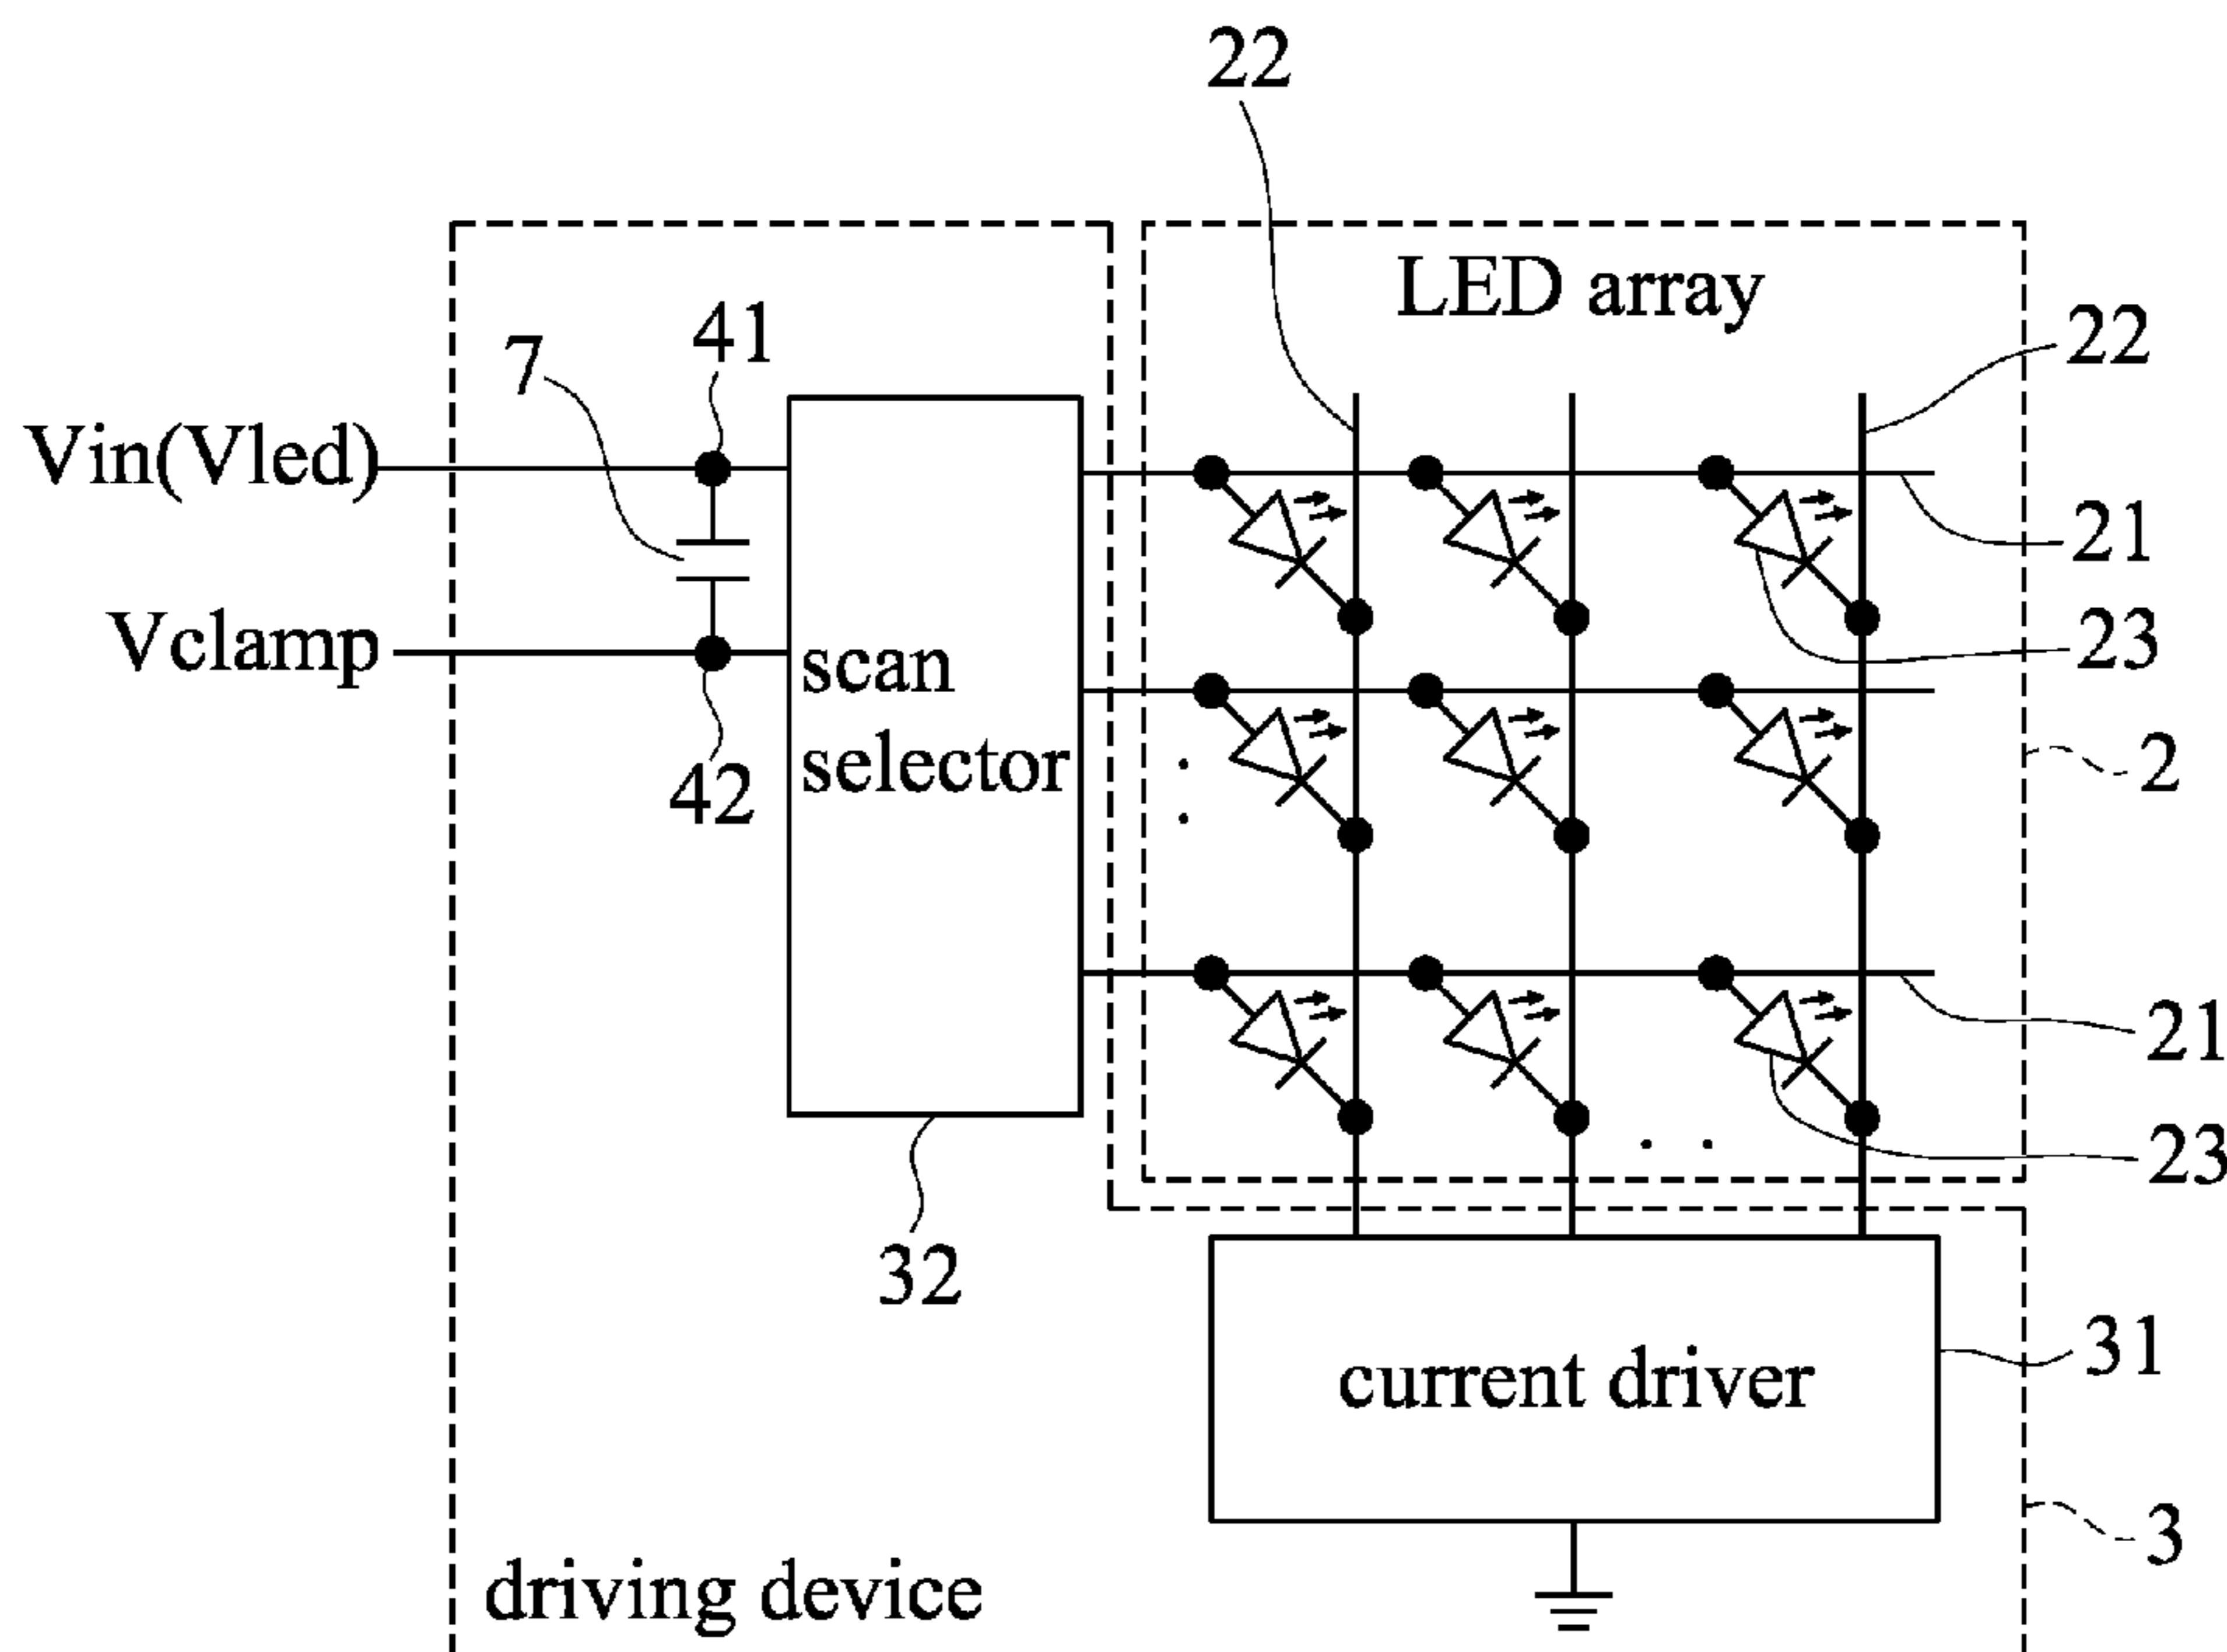 22
LED array
22
41
7
Vin(Vled)
21
Vclamp
23
scan
selector
42
2
21
23
32
31
current driver
3
driving device